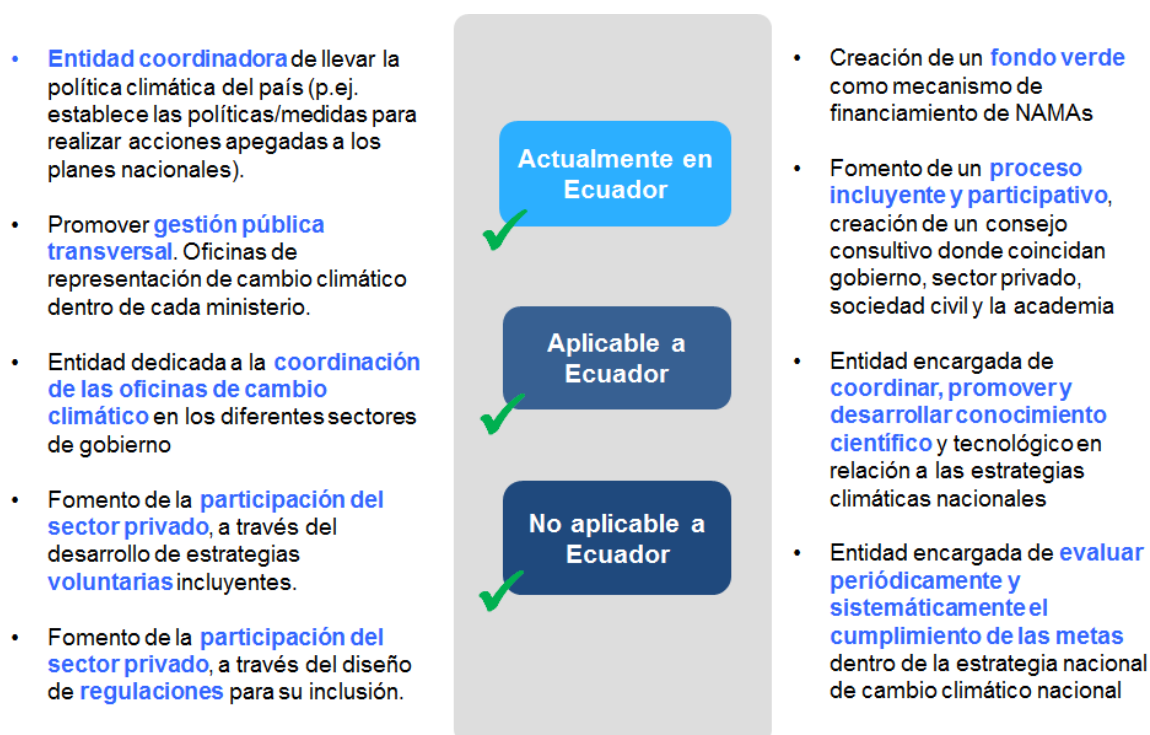 • Entidad coordinadora de llevar la
política climática del país (p.ej.
establece las políticas/medidas para
realizar acciones apegadas a los
planes nacionales).
• Promover gestión pública
transversal. Oficinas de
representación de cambio climático
dentro de cada ministerio.
• Entidad dedicada a la coordinación
de las oficinas de cambio
climático en los diferentes sectores
de gobierno
• Fomento de la participación del
sector privado, a través del
desarrollo de estrategias
voluntarias incluyentes.
• Fomento de la participación del
sector privado, a través del diseño
de regulaciones para su inclusión.
Actualmente en
Ecuador
Aplicable a
Ecuador
No aplicable a
Ecuador
• Creación de un fondo verde
como mecanismo de
financiamiento de NAMAs
• Fomento de un proceso
incluyente y participativo,
creación de un consejo
consultivo donde coincidan
gobierno, sector privado,
sociedad civil y la academia
• Entidad encargada de
coordinar, promover y
desarrollar conocimiento
científico y tecnológico en
relación a las estrategias
climáticas nacionales
• Entidad encargada de evaluar
periódicamente y
sistemáticamente el
cumplimiento de las metas
dentro de la estrategia nacional
de cambio climático nacional